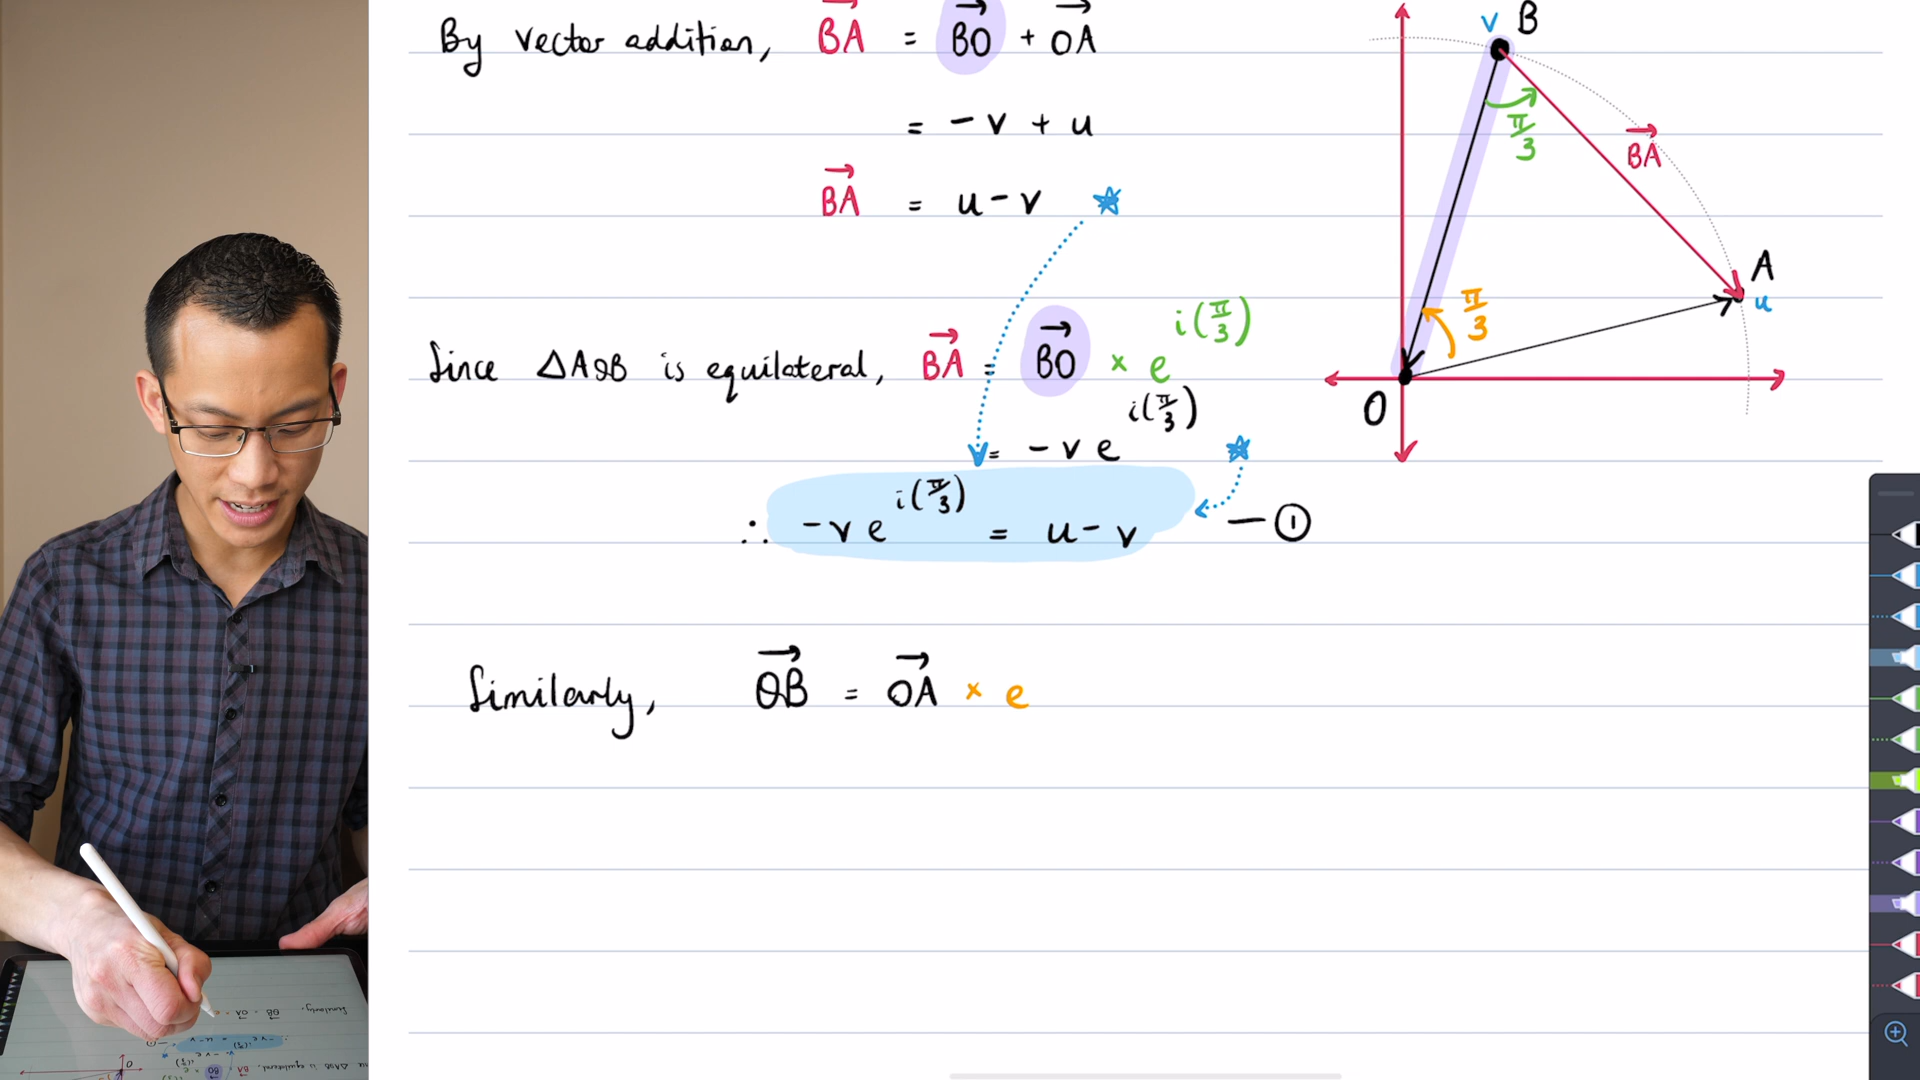 By vector addition, BA = BO + OA
= - v + u
BA = u - v
Since ΔAOB is equilateral, BA = BO × e^i(π/3)
= - v e^i(π/3)
∴ - v e^i(π/3) = u - v — ①
Similarly, OB = OA × e
v B
π/3
BA
A
u
π/3
O